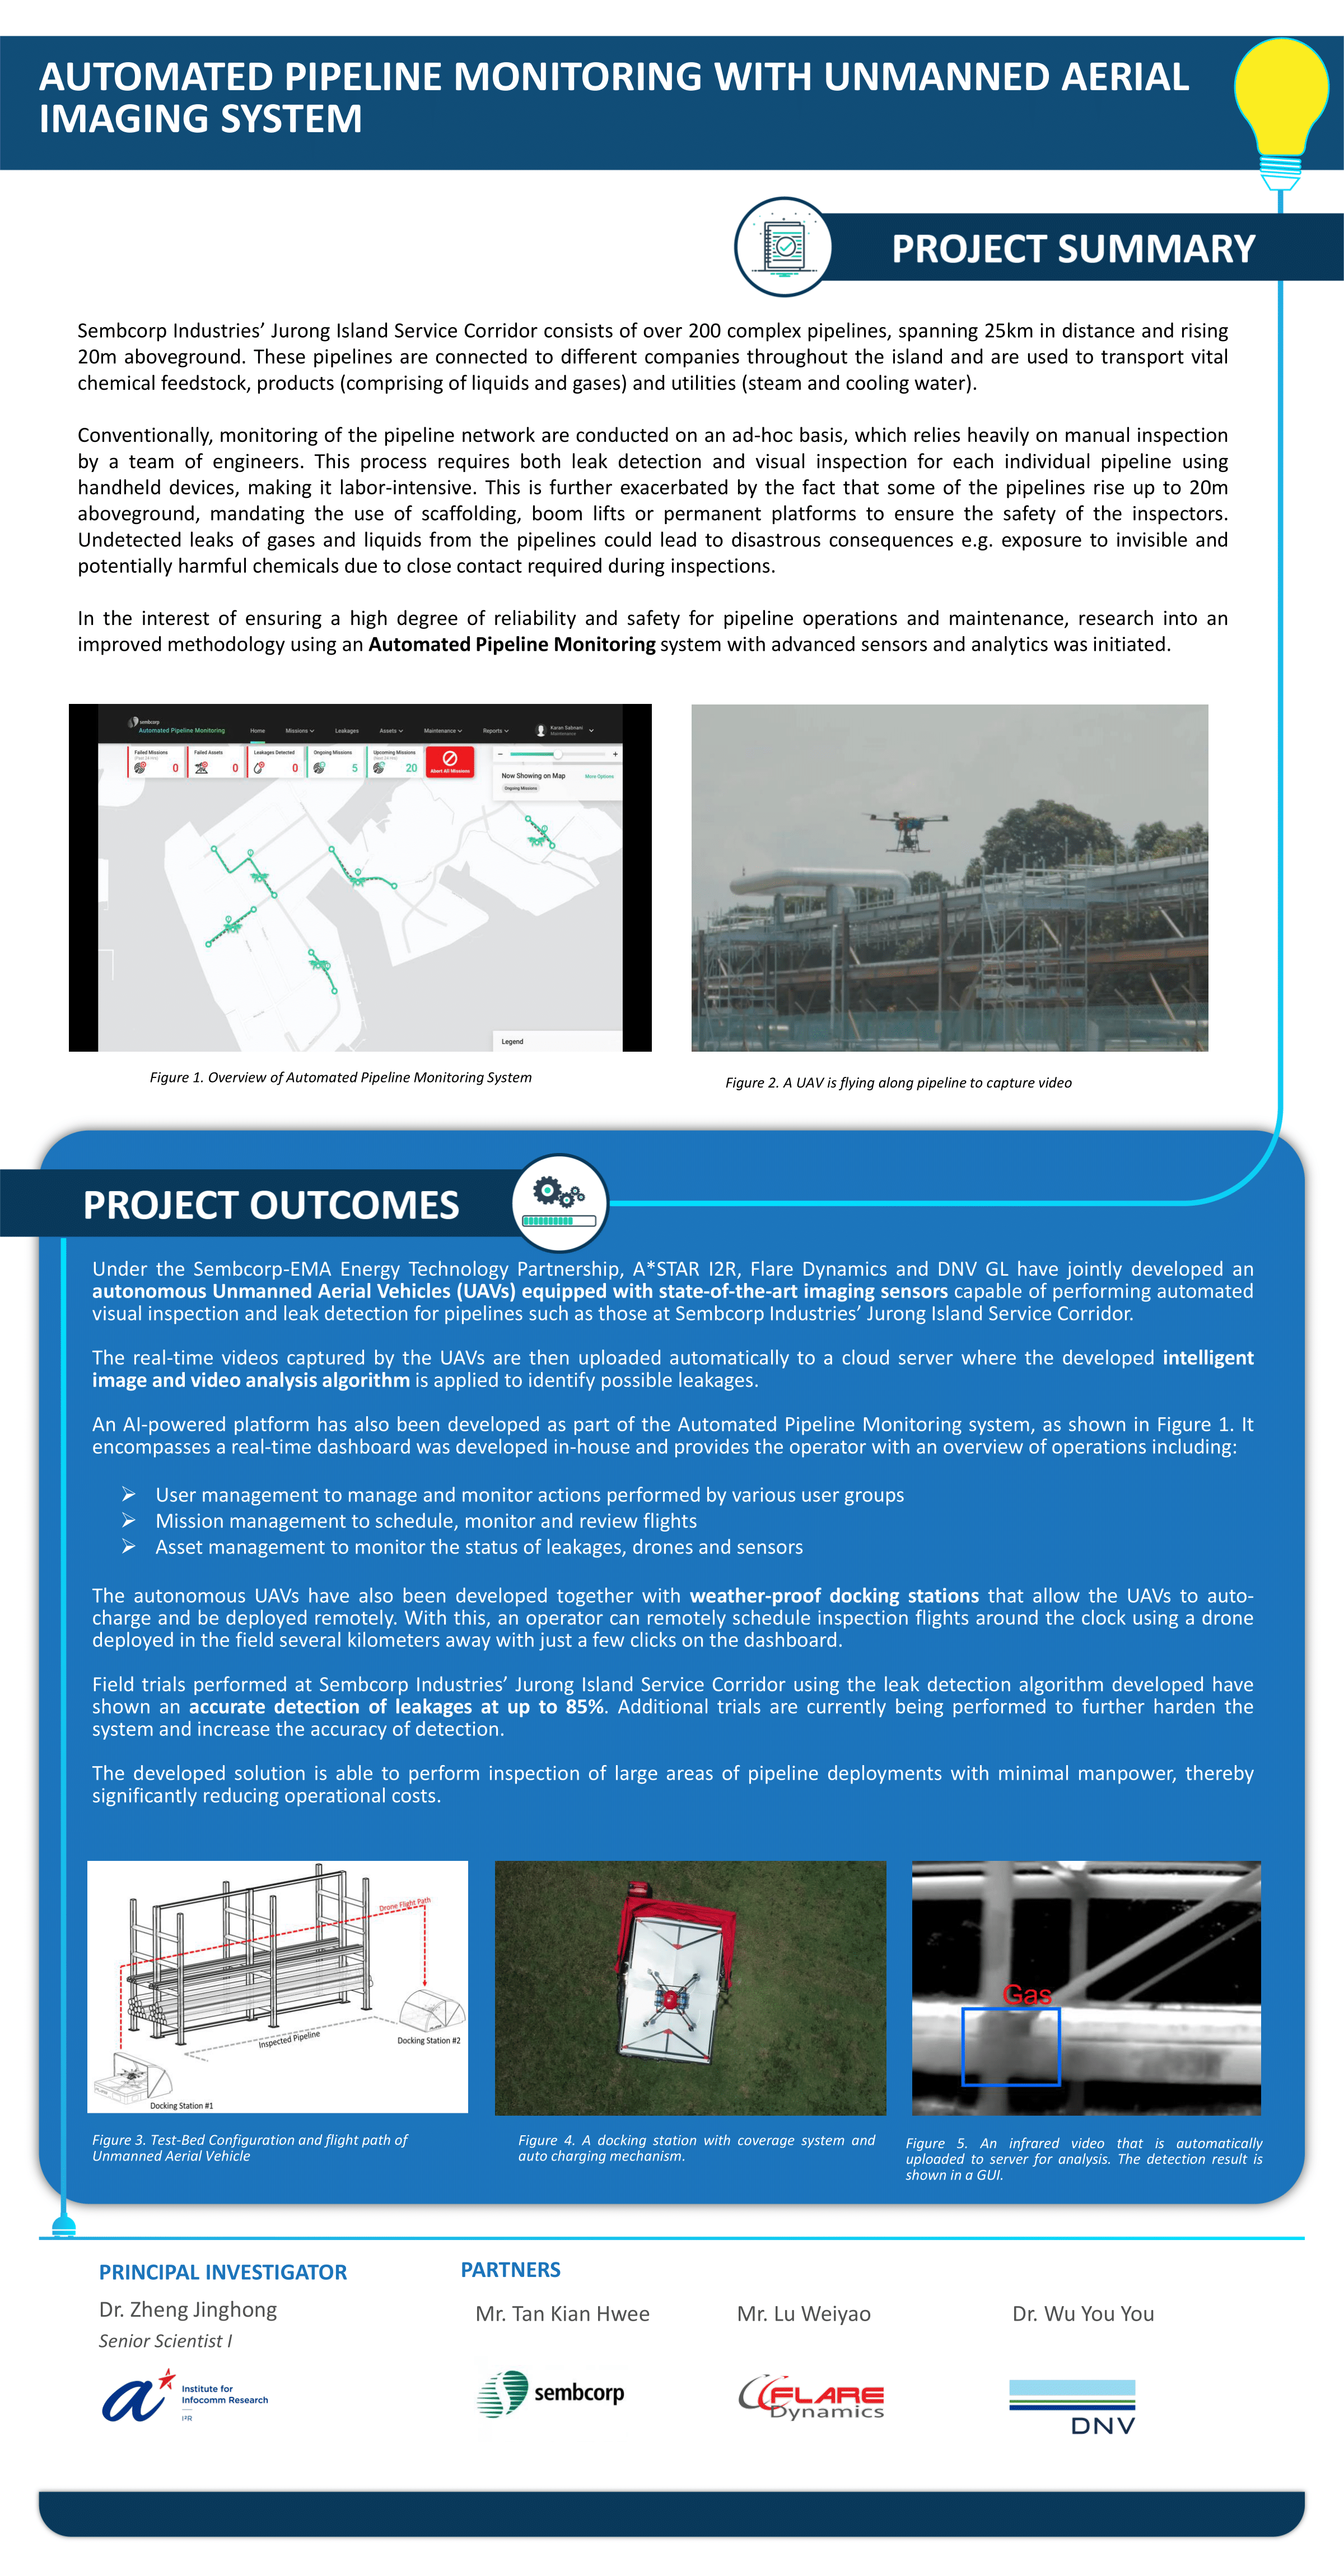 AUTOMATED PIPELINE MONITORING WITH UNMANNED AERIAL
IMAGING SYSTEM
PROJECT SUMMARY
Sembcorp Industries’ Jurong Island Service Corridor consists of over 200 complex pipelines, spanning 25km in distance and rising
20m aboveground. These pipelines are connected to different companies throughout the island and are used to transport vital
chemical feedstock, products (comprising of liquids and gases) and utilities (steam and cooling water).
Conventionally, monitoring of the pipeline network are conducted on an ad-hoc basis, which relies heavily on manual inspection
by a team of engineers. This process requires both leak detection and visual inspection for each individual pipeline using
handheld devices, making it labor-intensive. This is further exacerbated by the fact that some of the pipelines rise up to 20m
aboveground, mandating the use of scaffolding, boom lifts or permanent platforms to ensure the safety of the inspectors.
Undetected leaks of gases and liquids from the pipelines could lead to disastrous consequences e.g. exposure to invisible and
potentially harmful chemicals due to close contact required during inspections.
In the interest of ensuring a high degree of reliability and safety for pipeline operations and maintenance, research into an
improved methodology using an Automated Pipeline Monitoring system with advanced sensors and analytics was initiated.
sembcorp
Automated Pipeline Monitoring Home Missions Leakages Assets Maintenance Reports Karan Sabnani
Maintenance
Failed Missions Failed Assets Leakages Detected Ongoing Missions Upcoming Missions
0 0 0 5 20 Abort All Missions
Now Showing on Map More Options
Ongoing Missions
Legend
Figure 1. Overview of Automated Pipeline Monitoring System
Figure 2. A UAV is flying along pipeline to capture video
PROJECT OUTCOMES
Under the Sembcorp-EMA Energy Technology Partnership, A*STAR I2R, Flare Dynamics and DNV GL have jointly developed an
autonomous Unmanned Aerial Vehicles (UAVs) equipped with state-of-the-art imaging sensors capable of performing automated
visual inspection and leak detection for pipelines such as those at Sembcorp Industries’ Jurong Island Service Corridor.
The real-time videos captured by the UAVs are then uploaded automatically to a cloud server where the developed intelligent
image and video analysis algorithm is applied to identify possible leakages.
An AI-powered platform has also been developed as part of the Automated Pipeline Monitoring system, as shown in Figure 1. It
encompasses a real-time dashboard was developed in-house and provides the operator with an overview of operations including:
➢ User management to manage and monitor actions performed by various user groups
➢ Mission management to schedule, monitor and review flights
➢ Asset management to monitor the status of leakages, drones and sensors
The autonomous UAVs have also been developed together with weather-proof docking stations that allow the UAVs to auto-
charge and be deployed remotely. With this, an operator can remotely schedule inspection flights around the clock using a drone
deployed in the field several kilometers away with just a few clicks on the dashboard.
Field trials performed at Sembcorp Industries’ Jurong Island Service Corridor using the leak detection algorithm developed have
shown an accurate detection of leakages at up to 85%. Additional trials are currently being performed to further harden the
system and increase the accuracy of detection.
The developed solution is able to perform inspection of large areas of pipeline deployments with minimal manpower, thereby
significantly reducing operational costs.
Drone Flight Path
Inspected Pipeline
Docking Station #2
Docking Station #1
Gas
Figure 3. Test-Bed Configuration and flight path of
Unmanned Aerial Vehicle
Figure 4. A docking station with coverage system and
auto charging mechanism.
Figure 5. An infrared video that is automatically
uploaded to server for analysis. The detection result is
shown in a GUI.
PRINCIPAL INVESTIGATOR
Dr. Zheng Jinghong
Senior Scientist I
Institute for
Infocomm Research
I²R
PARTNERS
Mr. Tan Kian Hwee
Mr. Lu Weiyao
Dr. Wu You You
sembcorp
FLARE
Dynamics
DNV